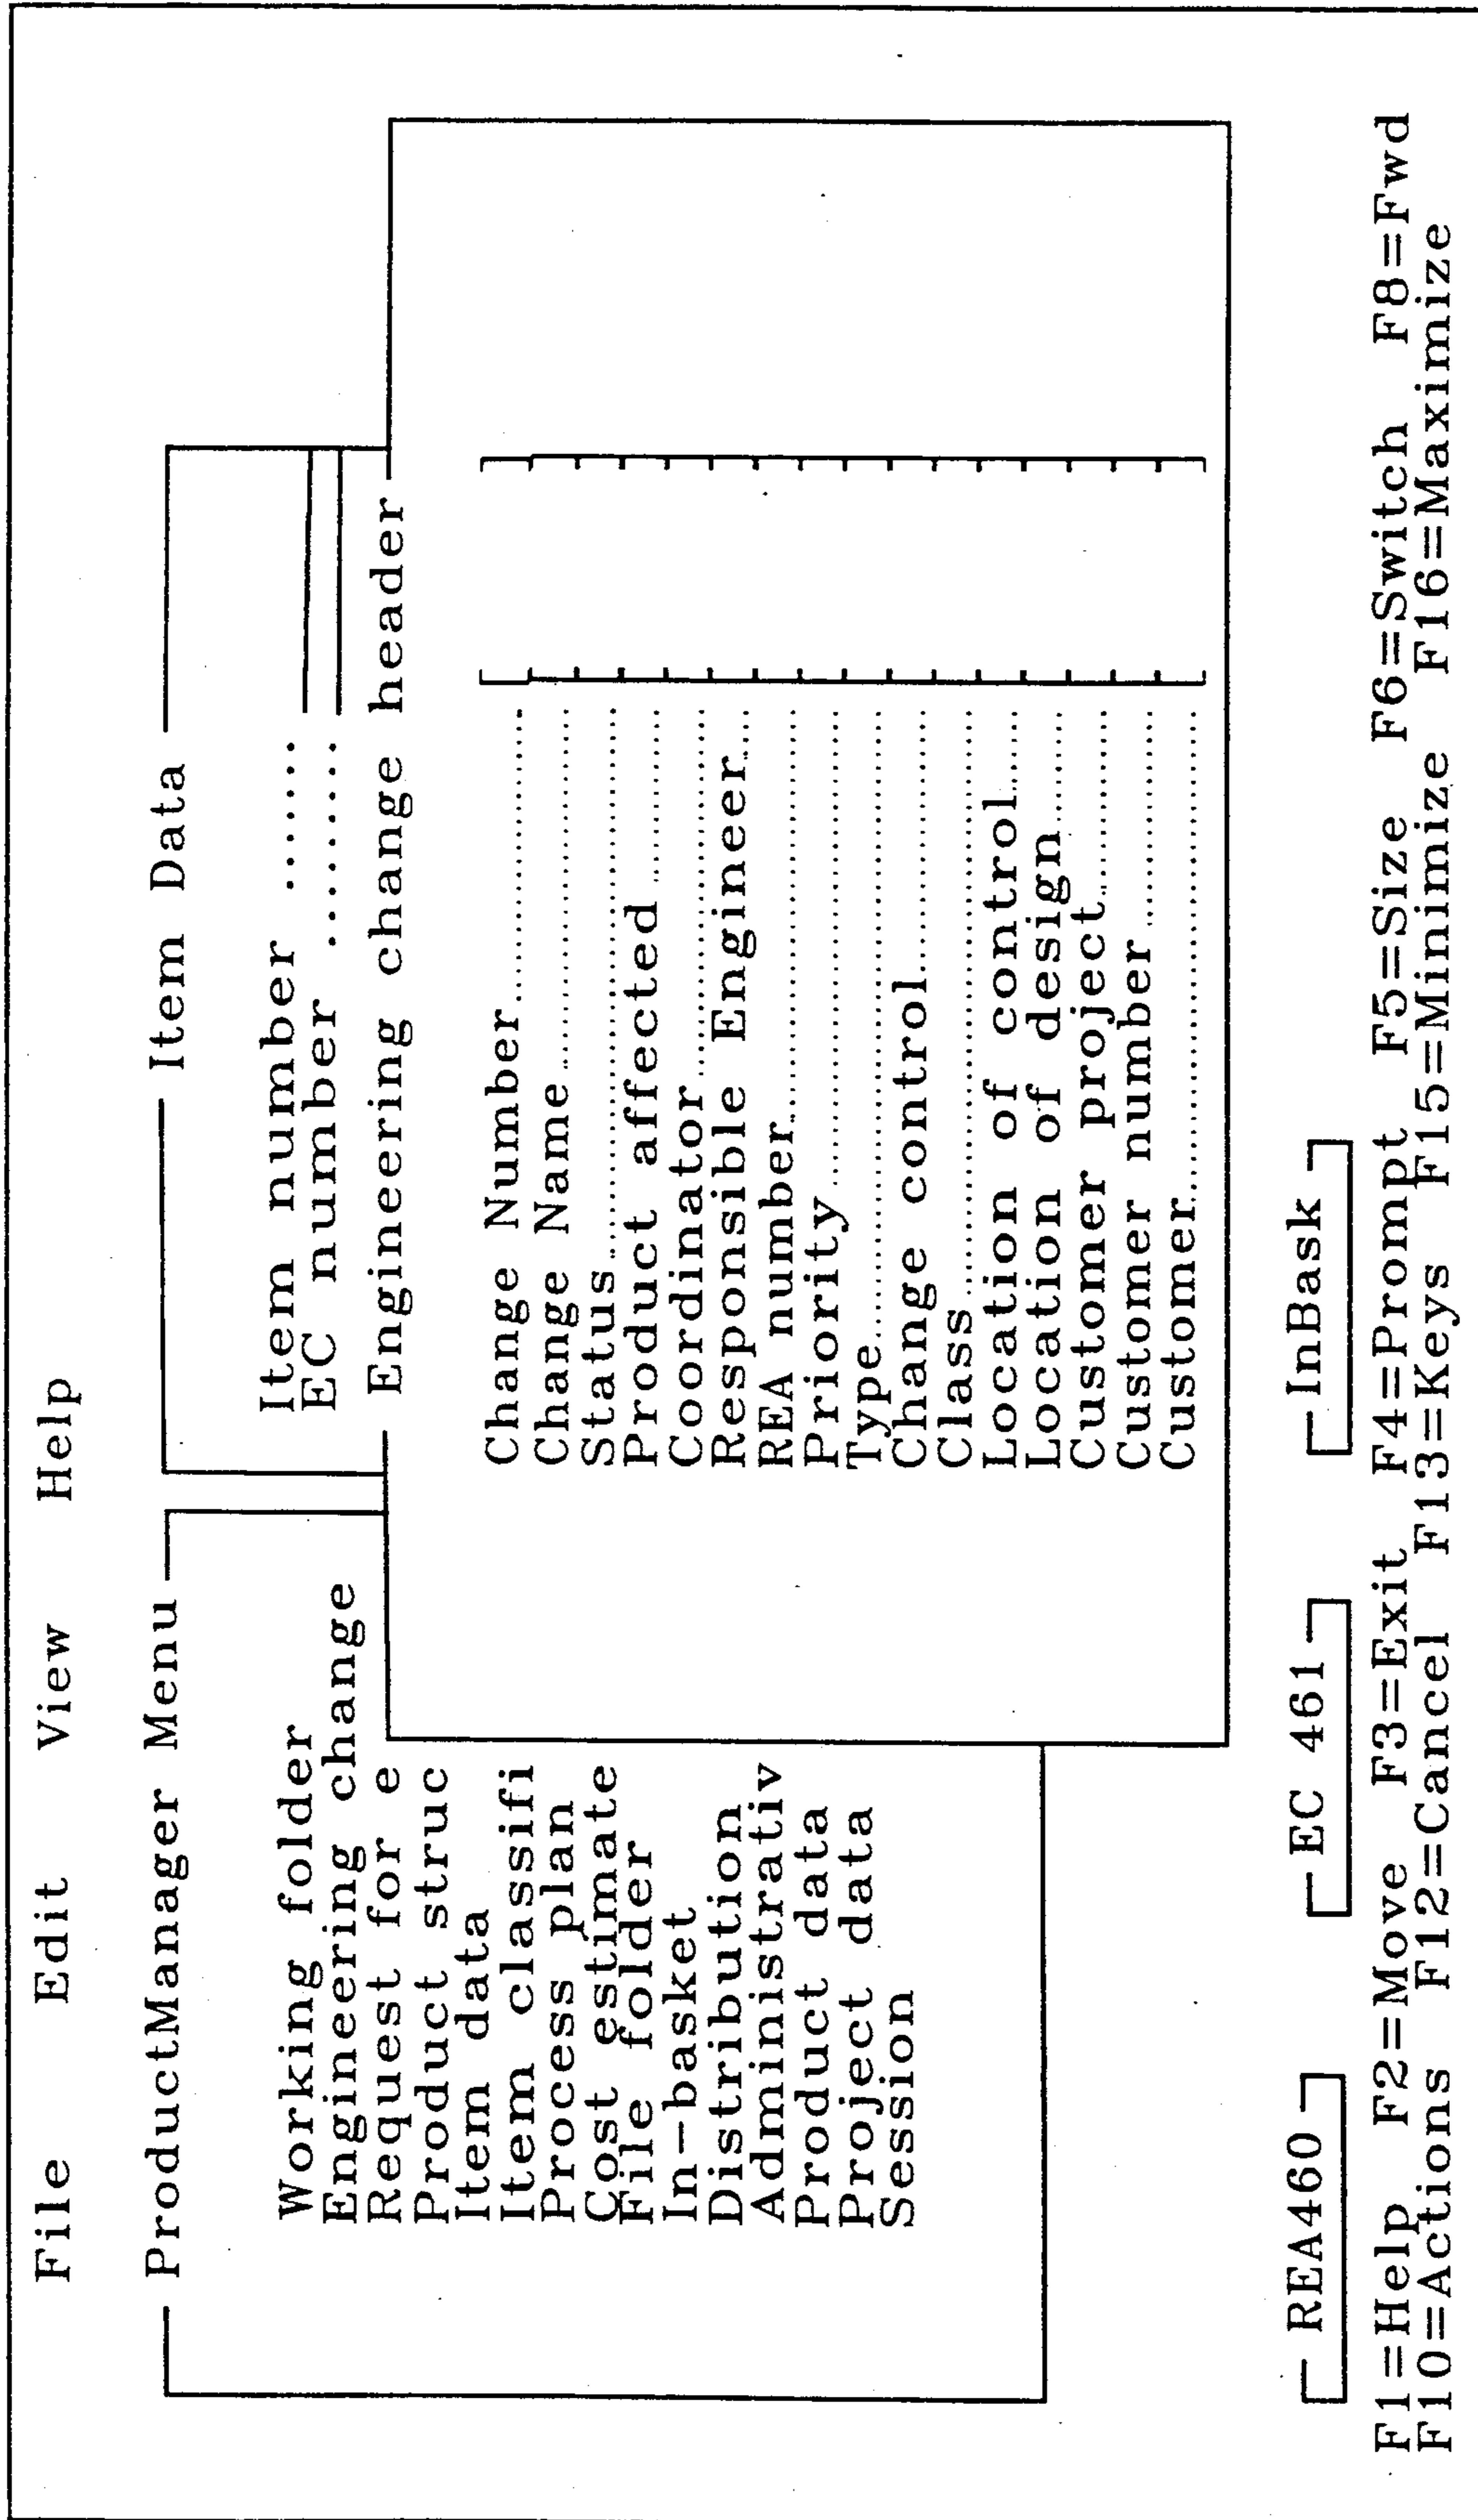 File Edit View Help
ProductManager Menu
Working folder
Engineering change
Request for e
Product struc
Item data
Item classifi
Process plan
Cost estimate
File folder
In-basket
Distribution
Administrativ
Product data
Project data
Session
Item Data
Item number .......
EC number .........
Engineering change header
Change Number
Change Name
Status
Product affected
Coordinator
Responsible Engineer
REA number
Priority
Type
Change control
Class
Location of control
Location of design
Customer project
Customer number
Customer
REA460
EC 461
InBask
F1=Help F2=Move F3=Exit F4=Prompt F5=Size F6=Switch F8=Fwd
F10=Actions F12=Cancel F13=Keys F15=Minimize F16=Maximize